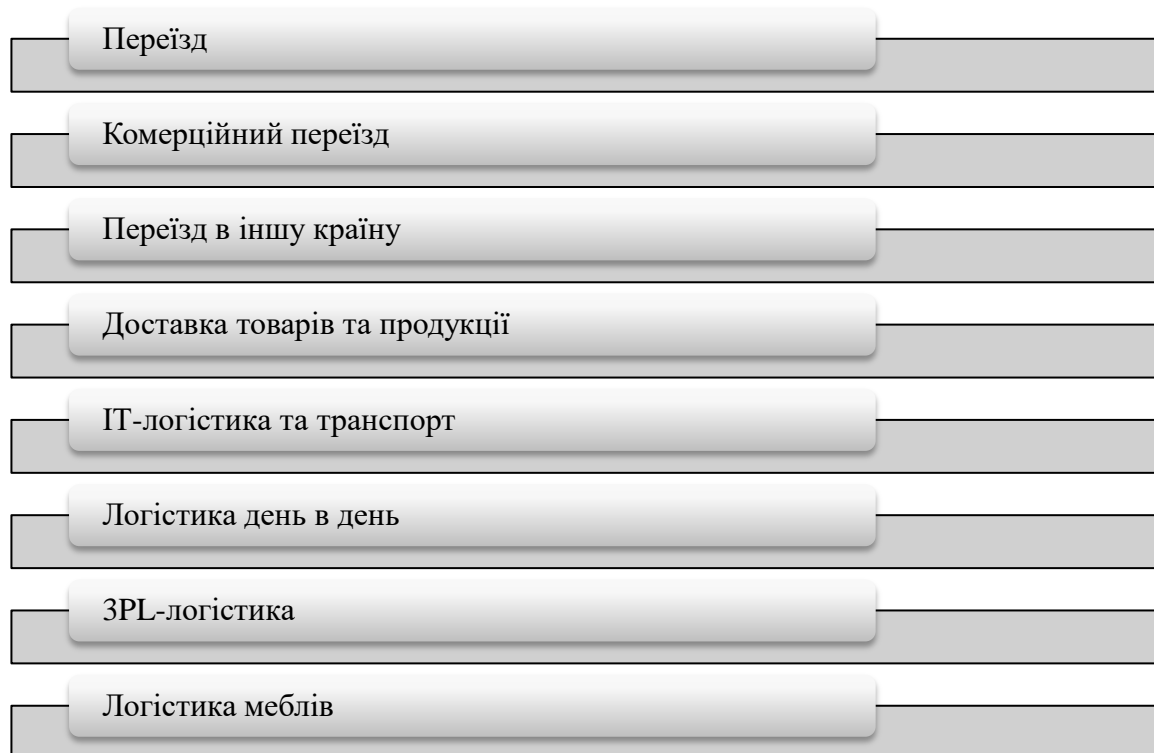 Переїзд
Комерційний переїзд
Переїзд в іншу країну
Доставка товарів та продукції
ІТ-логістика та транспорт
Логістика день в день
3PL-логістика
Логістика меблів